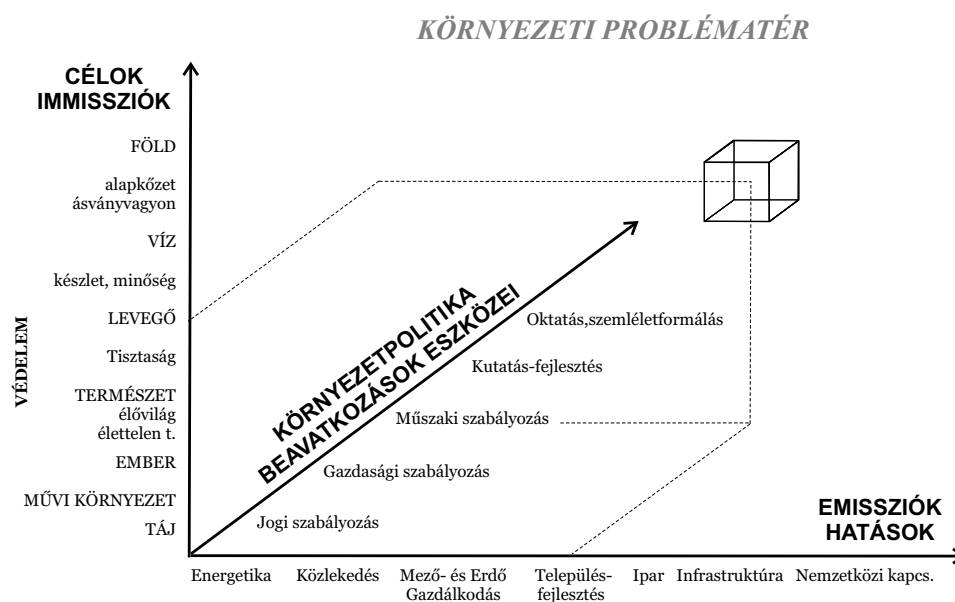 KÖRNYEZETI PROBLÉMATÉR
CÉLOK
IMMISSZIÓK
FÖLD
alapkőzet
ásványvagyon
VÍZ
készlet, minőség
LEVEGŐ
Tisztaság
TERMÉSZET
élővilág
élettelen t.
EMBER
MŰVI KÖRNYEZET
TÁJ
VÉDELEM
KÖRNYEZETPOLITIKA
BEAVATKOZÁSOK ESZKÖZEI
Oktatás,szemléletformálás
Kutatás-fejlesztés
Műszaki szabályozás
Gazdasági szabályozás
Jogi szabályozás
EMISSZIÓK
HATÁSOK
Energetika
Közlekedés
Mező- és Erdő
Gazdálkodás
Település-
fejlesztés
Ipar
Infrastruktúra
Nemzetközi kapcs.